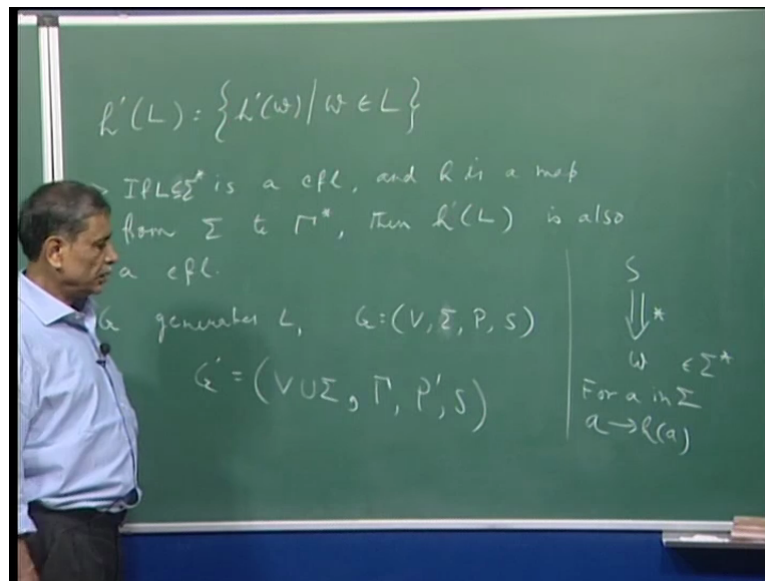 h'(L) = {h'(w) / w ∈ L}
If L ⊆ Σ* is a cfl, and h is a map
from Σ to Γ*, then h'(L) is also
a cfl.
G generates L, G = (V, Σ, P, S)
G' = (V ∪ Σ, Γ, P', S)
S
⇓*
w ∈ Σ*
For a in Σ
a → h(a)